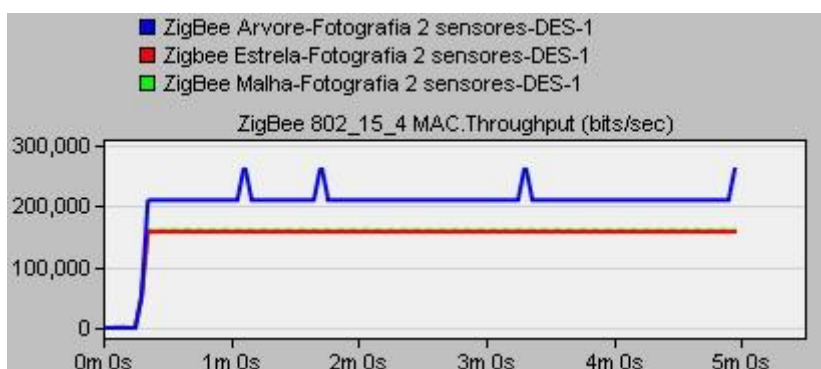 ZigBee Arvore-Fotografia 2 sensores-DES-1
Zigbee Estrela-Fotografia 2 sensores-DES-1
ZigBee Malha-Fotografia 2 sensores-DES-1
ZigBee 802_15_4 MAC.Throughput (bits/sec)
300,000
200,000
100,000
0
0m 0s 1m 0s 2m 0s 3m 0s 4m 0s 5m 0s